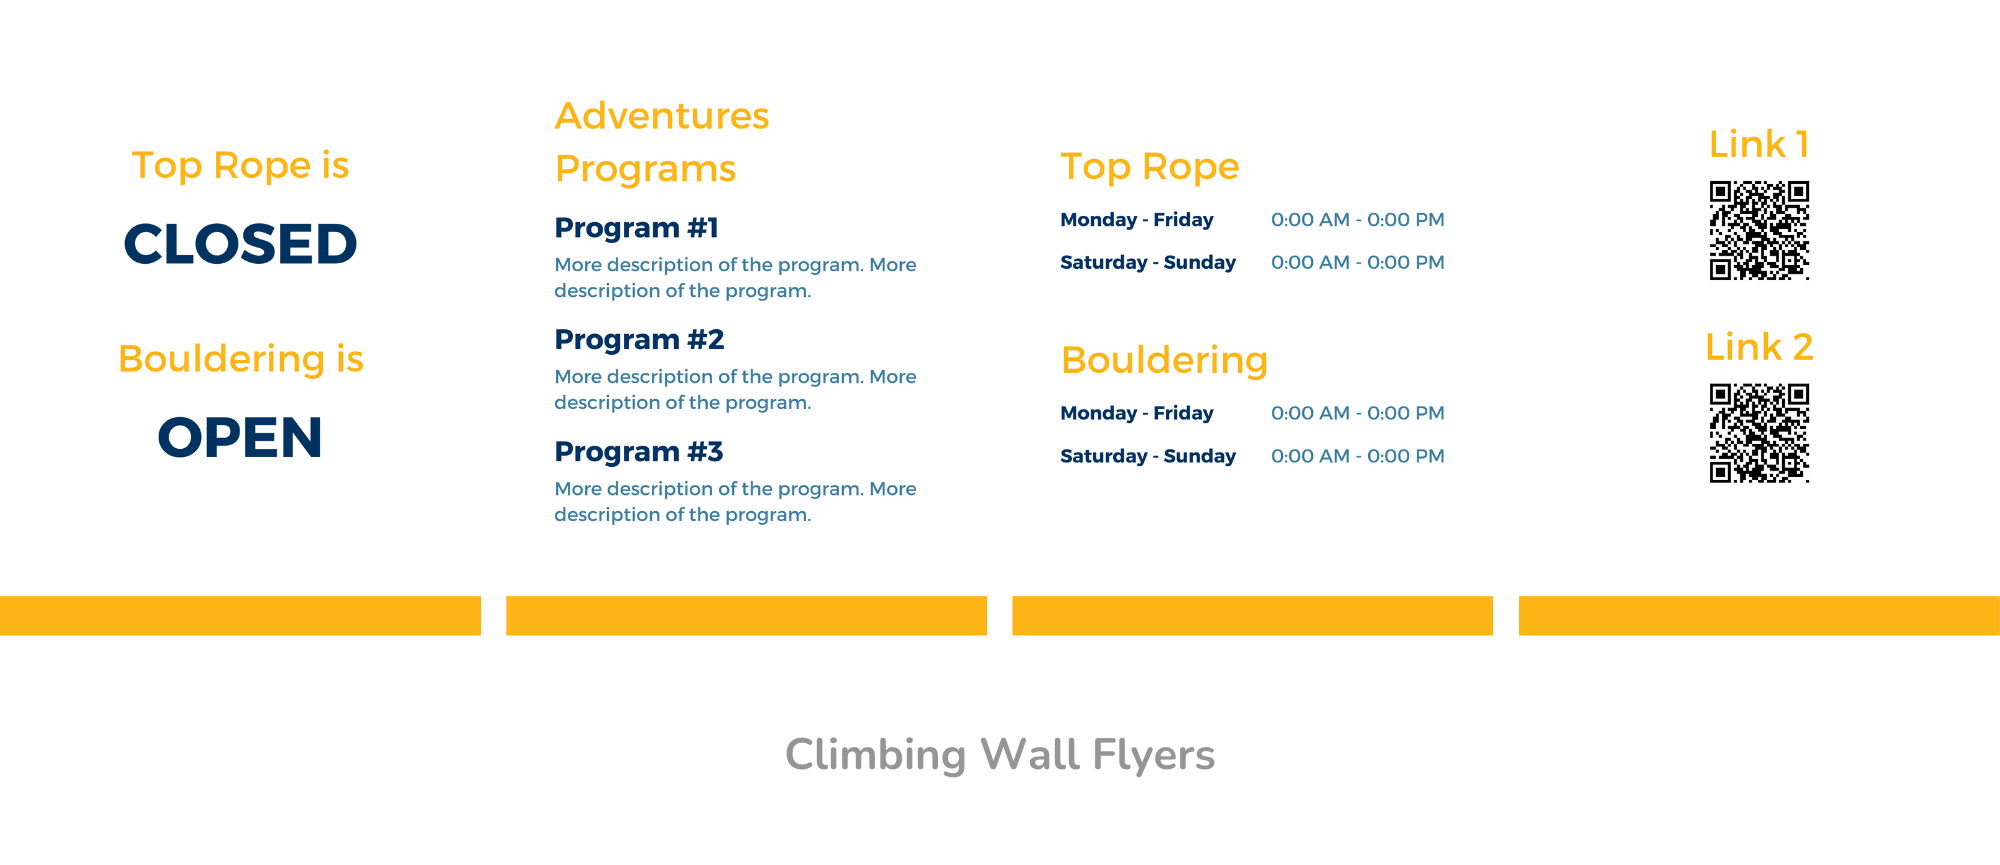 Top Rope is
CLOSED
Bouldering is
OPEN
Adventures
Programs
Program #1
More description of the program. More
description of the program.
Program #2
More description of the program. More
description of the program.
Program #3
More description of the program. More
description of the program.
Top Rope
Monday - Friday 0:00 AM - 0:00 PM
Saturday - Sunday 0:00 AM - 0:00 PM
Bouldering
Monday - Friday 0:00 AM - 0:00 PM
Saturday - Sunday 0:00 AM - 0:00 PM
Link 1
Link 2
Climbing Wall Flyers